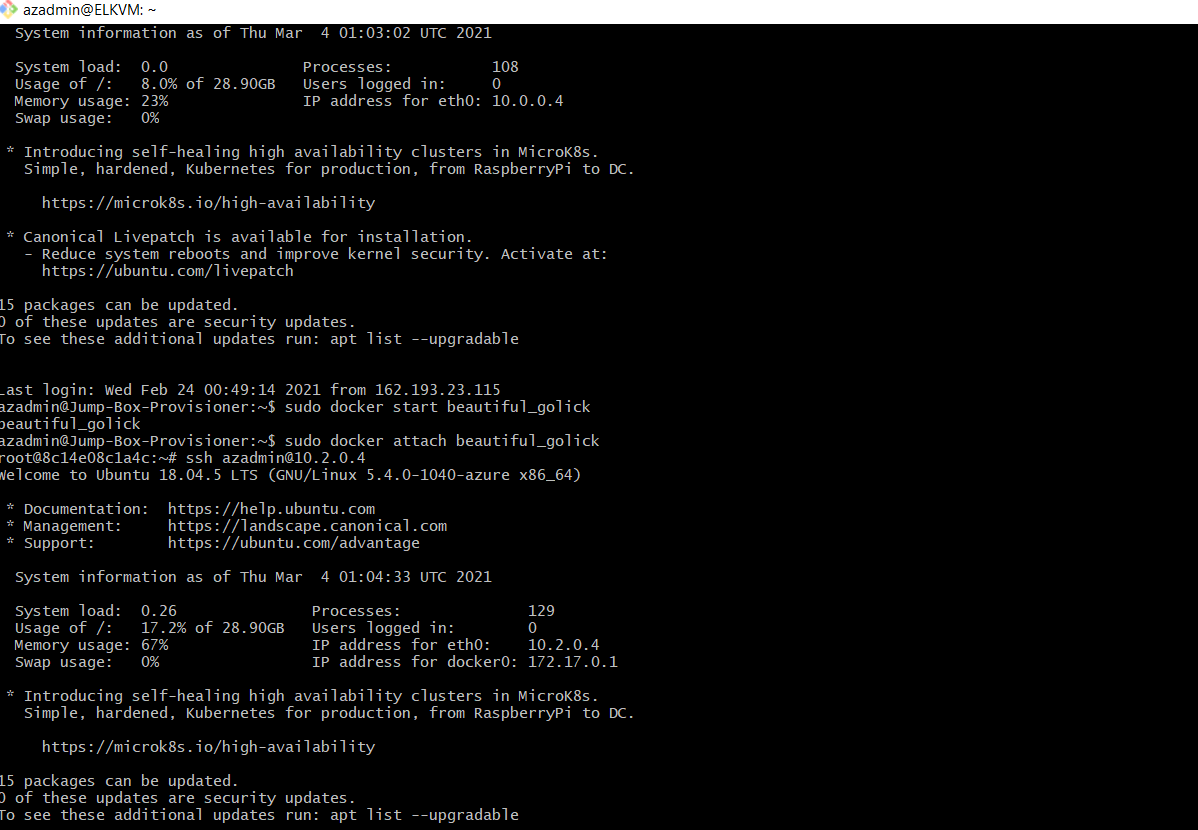 azadmin@ELKVM: ~
System information as of Thu Mar  4 01:03:02 UTC 2021
System load:  0.0               Processes:           108
Usage of /:   8.0% of 28.90GB   Users logged in:     0
Memory usage: 23%               IP address for eth0: 10.0.0.4
Swap usage:   0%
* Introducing self-healing high availability clusters in MicroK8s.
Simple, hardened, Kubernetes for production, from RaspberryPi to DC.
https://microk8s.io/high-availability
* Canonical Livepatch is available for installation.
- Reduce system reboots and improve kernel security. Activate at:
https://ubuntu.com/livepatch
15 packages can be updated.
0 of these updates are security updates.
To see these additional updates run: apt list --upgradable
Last login: Wed Feb 24 00:49:14 2021 from 162.193.23.115
azadmin@Jump-Box-Provisioner:~$ sudo docker start beautiful_golick
beautiful_golick
azadmin@Jump-Box-Provisioner:~$ sudo docker attach beautiful_golick
root@8c14e08c1a4c:~# ssh azadmin@10.2.0.4
Welcome to Ubuntu 18.04.5 LTS (GNU/Linux 5.4.0-1040-azure x86_64)
* Documentation:  https://help.ubuntu.com
* Management:     https://landscape.canonical.com
* Support:        https://ubuntu.com/advantage
System information as of Thu Mar  4 01:04:33 UTC 2021
System load:  0.26               Processes:              129
Usage of /:   17.2% of 28.90GB   Users logged in:        0
Memory usage: 67%                IP address for eth0:    10.2.0.4
Swap usage:   0%                 IP address for docker0: 172.17.0.1
* Introducing self-healing high availability clusters in MicroK8s.
Simple, hardened, Kubernetes for production, from RaspberryPi to DC.
https://microk8s.io/high-availability
15 packages can be updated.
0 of these updates are security updates.
To see these additional updates run: apt list --upgradable